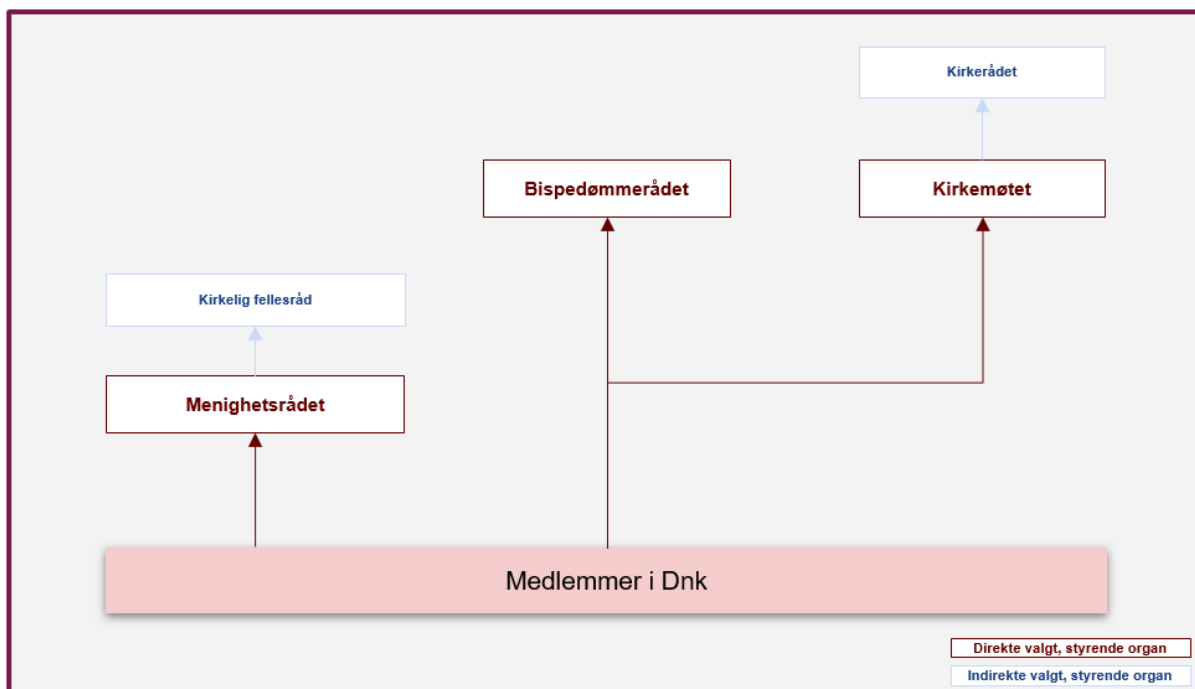 Kirkerådet
Bispedømmerådet
Kirkemøtet
Kirkelig fellesråd
Menighetsrådet
Medlemmer i Dnk
Direkte valgt, styrende organ
Indirekte valgt, styrende organ